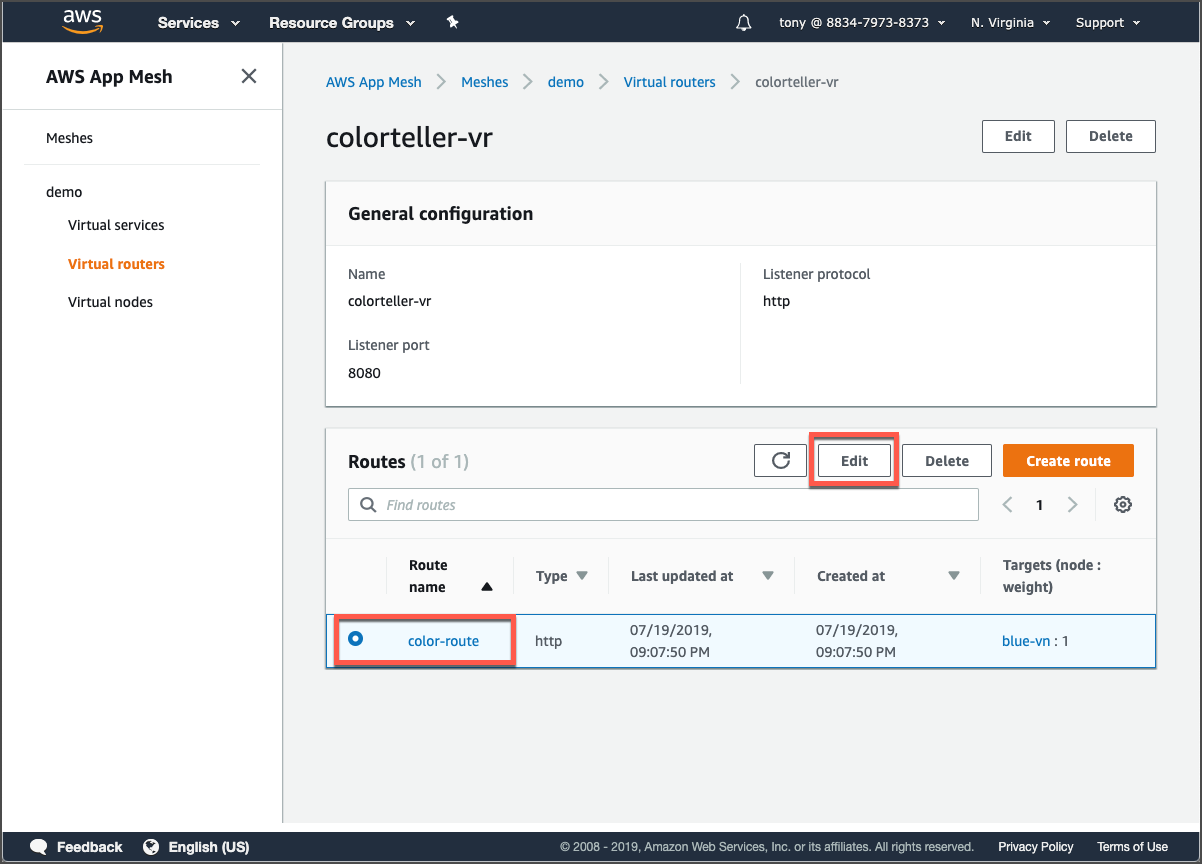 aws Services Resource Groups tony @ 8834-7973-8373 N. Virginia Support
AWS App Mesh
Meshes
demo
Virtual services
Virtual routers
Virtual nodes
AWS App Mesh Meshes demo Virtual routers colorteller-vr
colorteller-vr Edit Delete
General configuration
Name
colorteller-vr
Listener port
8080
Listener protocol
http
Routes (1 of 1) Edit Delete Create route
Find routes 1
Route name Type Last updated at Created at Targets (node : weight)
color-route http 07/19/2019, 09:07:50 PM 07/19/2019, 09:07:50 PM blue-vn : 1
Feedback English (US) © 2008 - 2019, Amazon Web Services, Inc. or its affiliates. All rights reserved. Privacy Policy Terms of Use